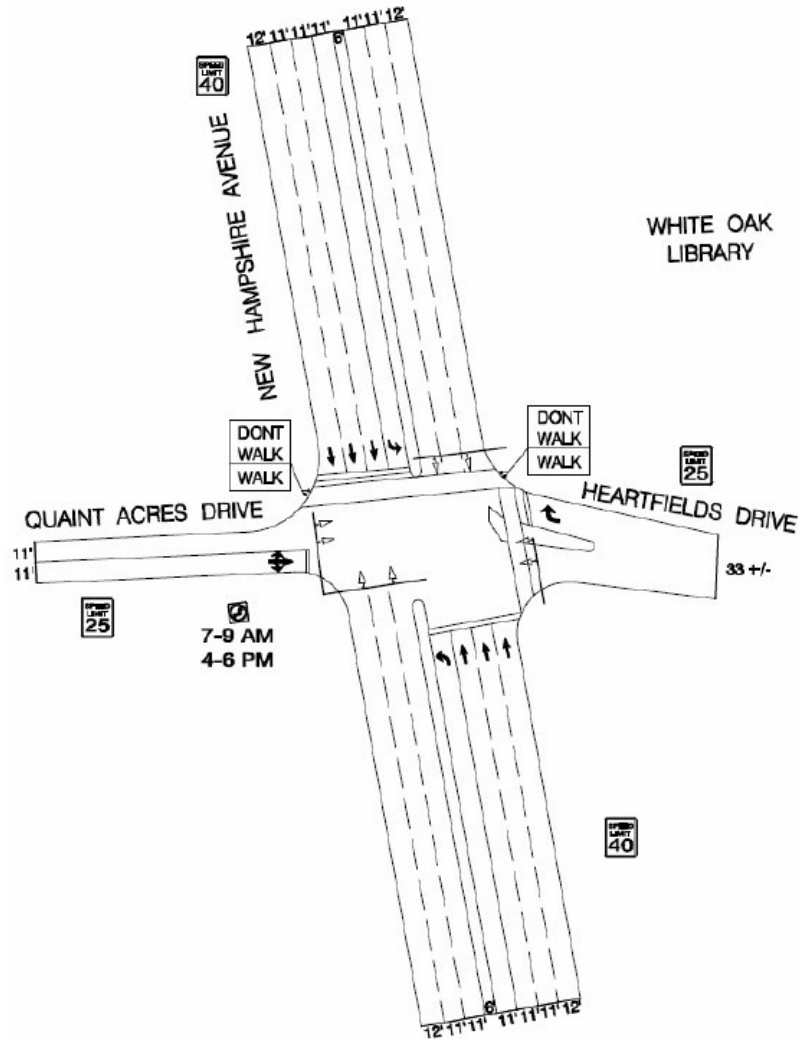 12' 11' 11' 11' 6' 11' 11' 12'
SPEED
LIMIT
40
NEW HAMPSHIRE AVENUE
WHITE OAK
LIBRARY
DONT
WALK
WALK
DONT
WALK
WALK
SPEED
LIMIT
25
QUAINT ACRES DRIVE
HEARTFIELDS DRIVE
11'
11'
33 +/-
SPEED
LIMIT
25
7-9 AM
4-6 PM
SPEED
LIMIT
40
12' 11' 11' 6' 11' 11' 11' 12'